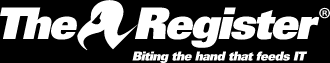 The Register®
Biting the hand that feeds IT